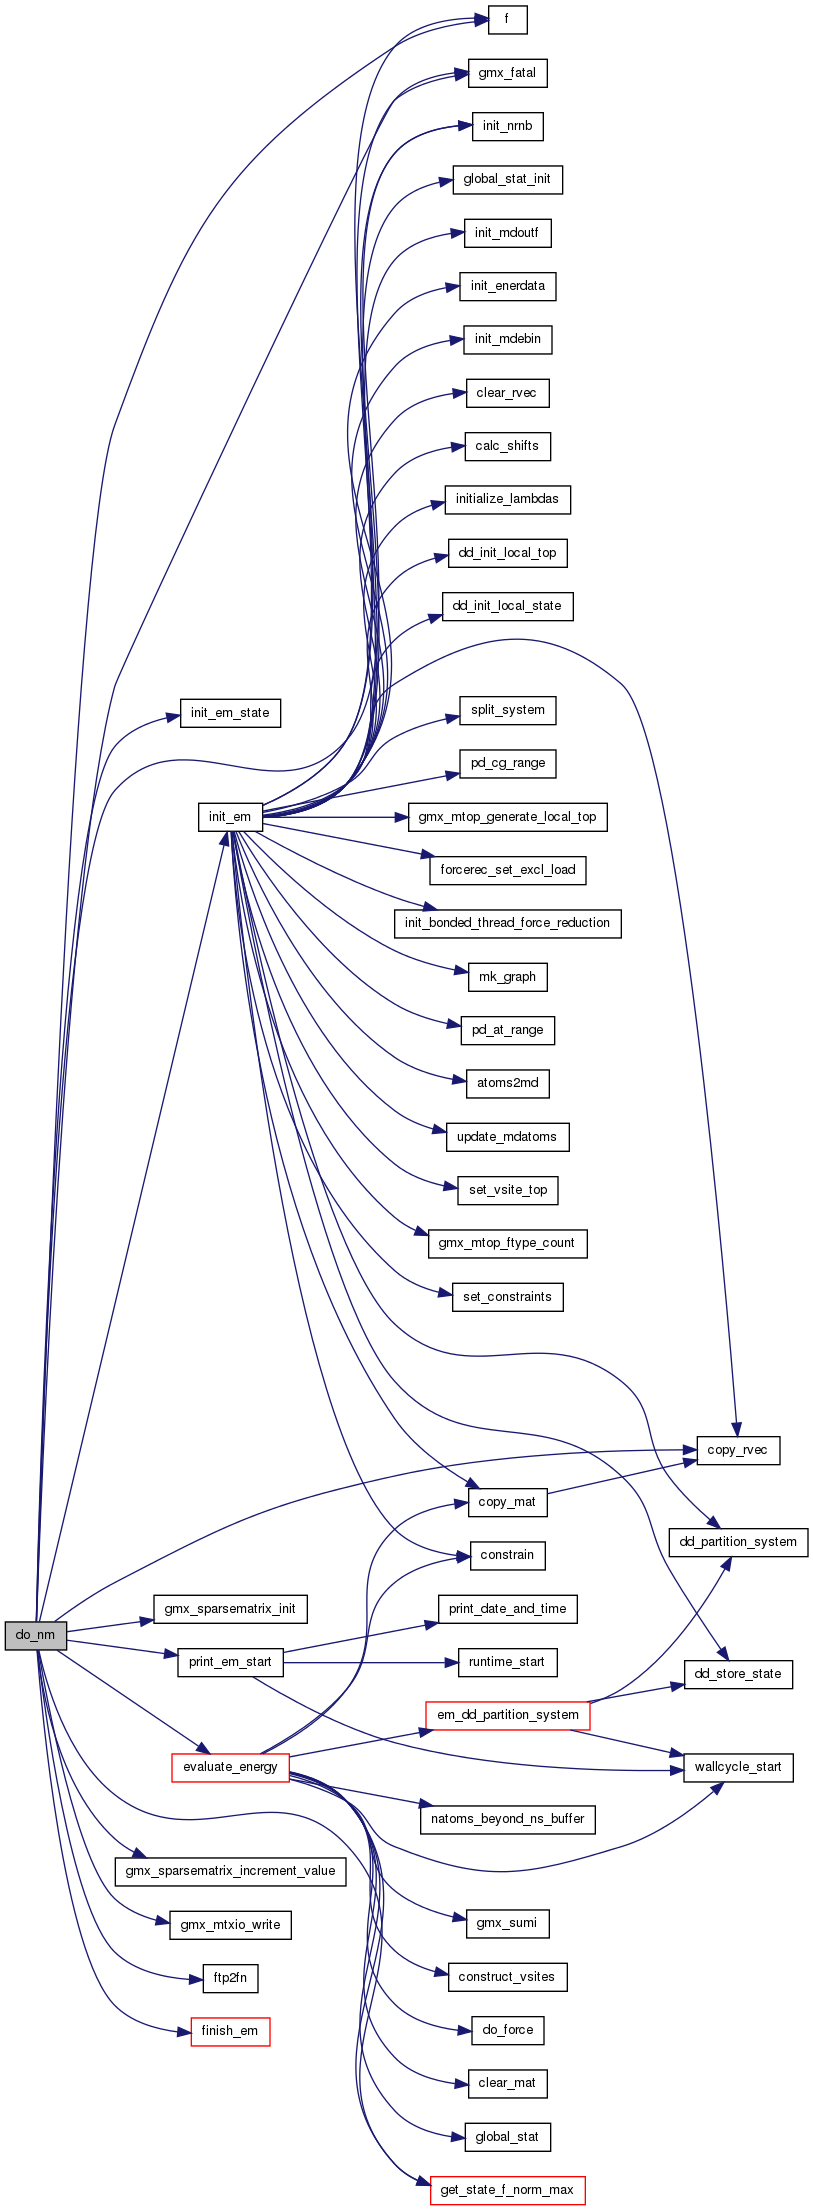 f
gmx_fatal
init_nrnb
global_stat_init
init_mdoutf
init_enerdata
init_mdebin
clear_rvec
calc_shifts
initialize_lambdas
dd_init_local_top
dd_init_local_state
split_system
init_em_state
pd_cg_range
init_em
gmx_mtop_generate_local_top
forcerec_set_excl_load
init_bonded_thread_force_reduction
mk_graph
pd_at_range
atoms2md
update_mdatoms
set_vsite_top
gmx_mtop_ftype_count
set_constraints
copy_rvec
copy_mat
dd_partition_system
constrain
gmx_sparsematrix_init
print_date_and_time
do_nm
print_em_start
runtime_start
dd_store_state
em_dd_partition_system
evaluate_energy
wallcycle_start
natoms_beyond_ns_buffer
gmx_sparsematrix_increment_value
gmx_mtxio_write
gmx_sumi
ftp2fn
construct_vsites
finish_em
do_force
clear_mat
global_stat
get_state_f_norm_max